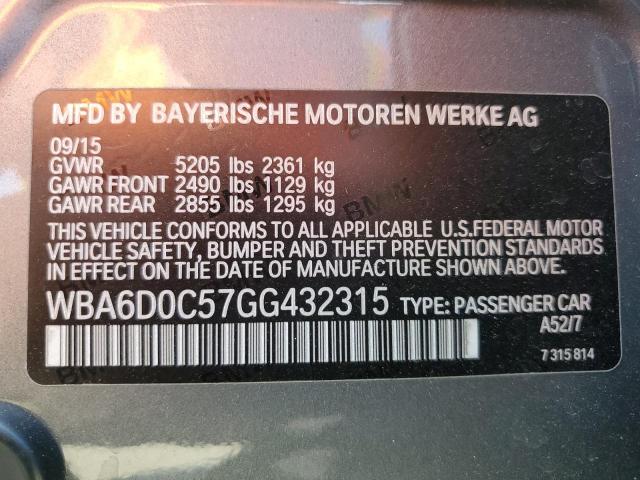 MFD BY BAYERISCHE MOTOREN WERKE AG
09/15
GVWR 5205 lbs 2361 kg
GAWR FRONT 2490 lbs 1129 kg
GAWR REAR 2855 lbs 1295 kg
THIS VEHICLE CONFORMS TO ALL APPLICABLE U.S.FEDERAL MOTOR
VEHICLE SAFETY, BUMPER AND THEFT PREVENTION STANDARDS
IN EFFECT ON THE DATE OF MANUFACTURE SHOWN ABOVE.
WBA6D0C57GG432315 TYPE: PASSENGER CAR
A52/7
7 315 814